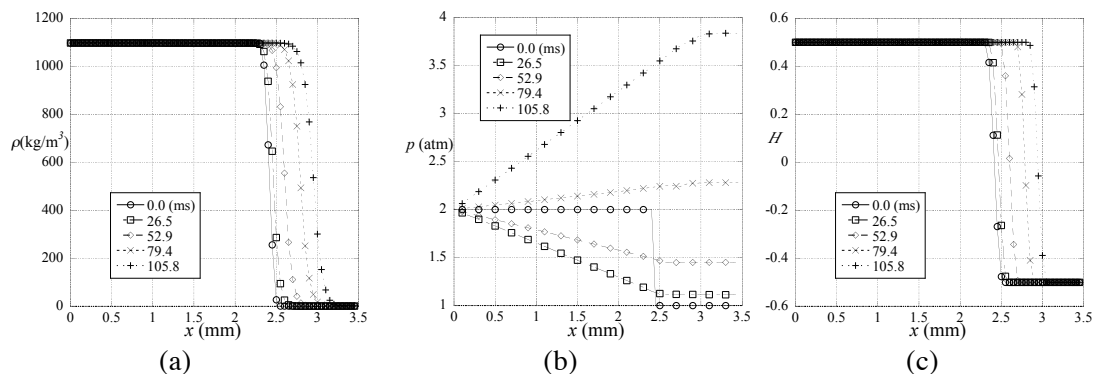 1200
1000
800
ρ(kg/m³)
600
400
200
0
0.0 (ms)
26.5
52.9
79.4
105.8
0 0.5 1 1.5 2 2.5 3 3.5
x (mm)
(a)
4
3.5
3
p (atm)
2.5
2
1.5
1
0.0 (ms)
26.5
52.9
79.4
105.8
0 0.5 1 1.5 2 2.5 3 3.5
x (mm)
(b)
0.6
0.4
0.2
H
0
-0.2
-0.4
-0.6
0.0 (ms)
26.5
52.9
79.4
105.8
0 0.5 1 1.5 2 2.5 3 3.5
x (mm)
(c)